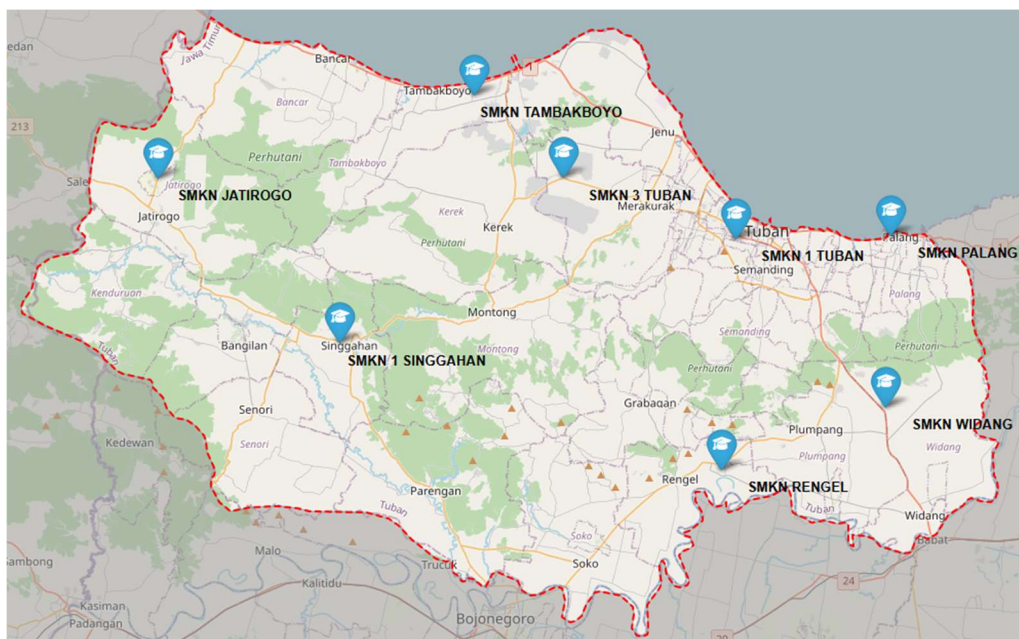 edan
Jawa Timur
Bancar
Tambakboyo
1
SMKN TAMBAKBOYO
Bancar
213
Perhutani
Tambakboyo
Jenu
Sale
Jatirogo
SMKN JATIROGO
SMKN 3 TUBAN
Merakurak
Jatirogo
Kerek
Kerek
Perhutani
Tuban
SMKN 1 TUBAN
Palang
SMKN PALANG
Semanding
Kenduruan
Palang
Montong
Semanding
Perhutani
Tuban
Bangilan
Singgahan
SMKN 1 SINGGAHAN
Montong
Perhutani
Senori
Grabagan
SMKN WIDANG
Kedewan
Senori
Plumpang
Widang
Plumpang
Rengel
SMKN RENGEL
Parengan
Tuban
Tuban
Widang
Soko
Babat
Malo
Trucuk
Soko
ambong
Kalitidu
24
Kasiman
Padangan
Bojonegoro
20